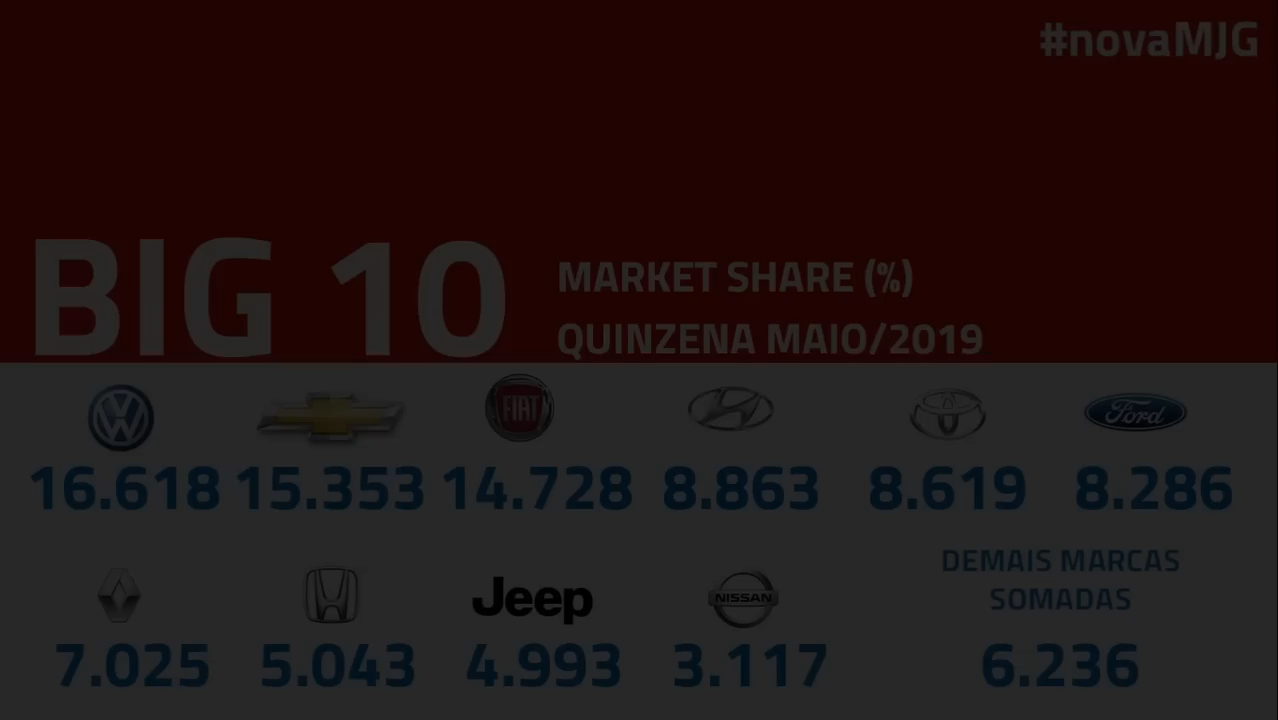 #novaMJG
BIG 10
MARKET SHARE (%)
QUINZENA MAIO/2019
FIAT
Ford
16.618 15.353 14.728 8.863 8.619 8.286
DEMAIS MARCAS
SOMADAS
Jeep
NISSAN
7.025 5.043 4.993 3.117 6.236